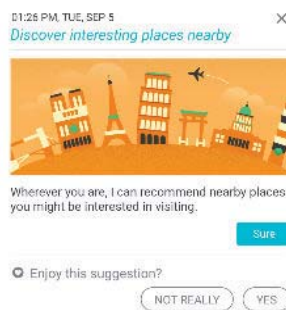 01:26 PM, TUE, SEP 5
Discover interesting places nearby
Wherever you are, I can recommend nearby places
you might be interested in visiting.
Sure
Enjoy this suggestion?
NOT REALLY
YES